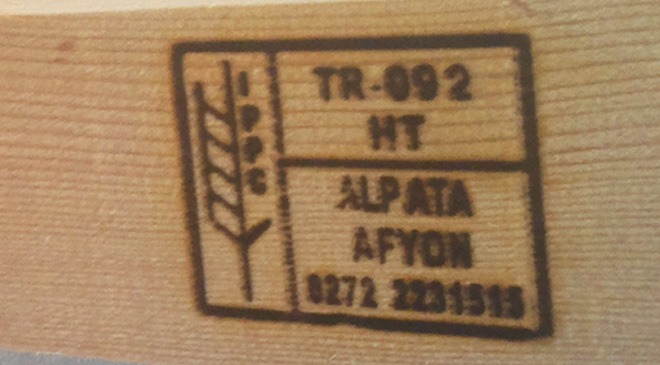 IPPC
TR-092
HT
ALPATA
AFYON
0272 2231515